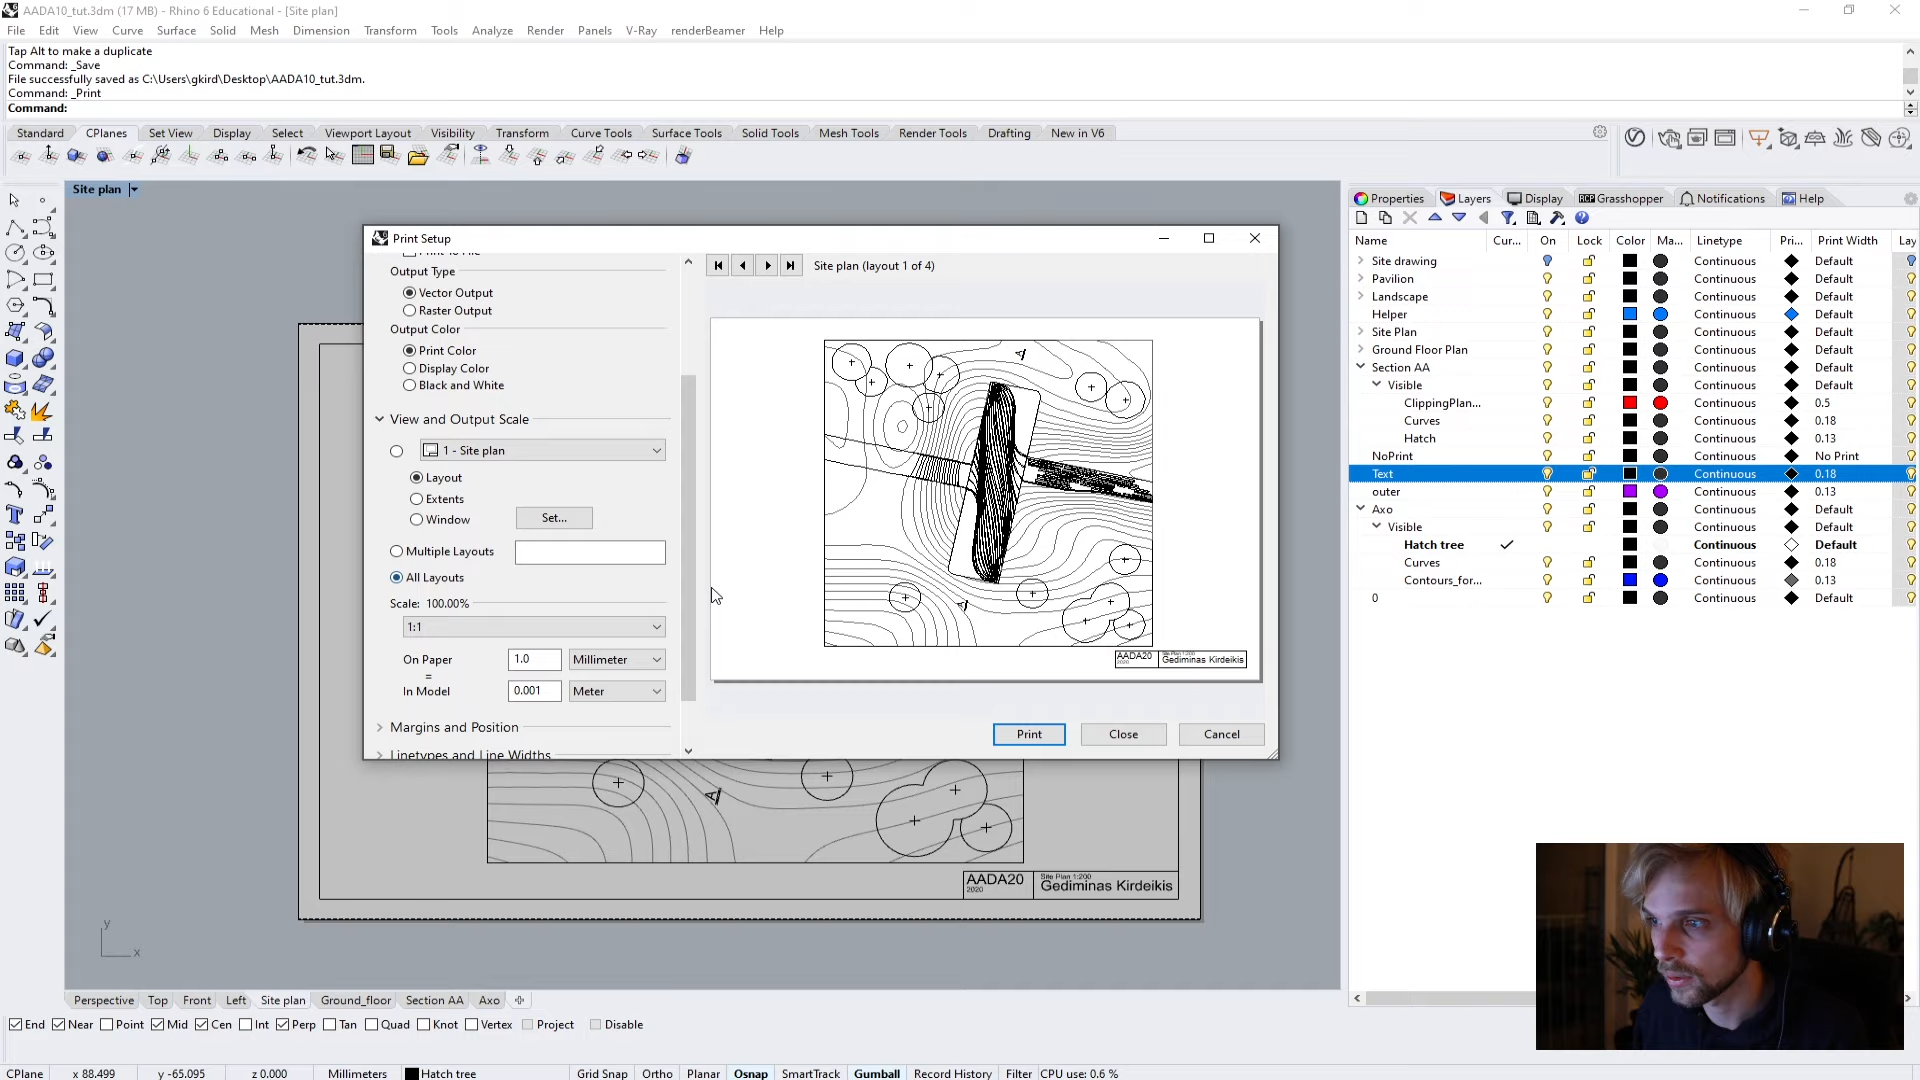 AADA10_tut.3dm (17 MB) - Rhino 6 Educational - [Site plan]
File Edit View Curve Surface Solid Mesh Dimension Transform Tools Analyze Render Panels V-Ray renderBeamer Help
Tap Alt to make a duplicate
Command: _Save
File successfully saved as C:\Users\gkird\Desktop\AADA10_tut.3dm.
Command: _Print
Command:
Standard CPlanes Set View Display Select Viewport Layout Visibility Transform Curve Tools Surface Tools Solid Tools Mesh Tools Render Tools Drafting New in V6
Site plan
Properties Layers Display Grasshopper Notifications Help
Name Cur... On Lock Color Ma... Linetype Pri... Print Width Lay
Site drawing Continuous Default
Pavilion Continuous Default
Landscape Continuous Default
Helper Continuous Default
Site Plan Continuous Default
Ground Floor Plan Continuous Default
Section AA Continuous Default
Visible Continuous Default
ClippingPlan... Continuous 0.5
Curves Continuous 0.18
Hatch Continuous 0.13
NoPrint Continuous No Print
Text Continuous 0.18
outer Continuous 0.13
Axo Continuous Default
Visible Continuous Default
Hatch tree Continuous Default
Curves Continuous 0.18
Contours_for... Continuous 0.13
0 Continuous Default
Print Setup
Output Type
Vector Output
Raster Output
Output Color
Print Color
Display Color
Black and White
View and Output Scale
1 - Site plan
Layout
Extents
Window Set...
Multiple Layouts
All Layouts
Scale: 100.00%
1:1
On Paper 1.0 Millimeter
=
In Model 0.001 Meter
Margins and Position
Linetypes and Line Widths
Site plan (layout 1 of 4)
A
A
AADA20
2020
Site Plan 1:200
Gediminas Kirdeikis
Print Close Cancel
A
AADA20
2020
Site Plan 1:200
Gediminas Kirdeikis
y
x
Perspective Top Front Left Site plan Ground_floor Section AA Axo
End Near Point Mid Cen Int Perp Tan Quad Knot Vertex Project Disable
CPlane x 88.499 y -65.095 z 0.000 Millimeters Hatch tree Grid Snap Ortho Planar Osnap SmartTrack Gumball Record History Filter CPU use: 0.6 %